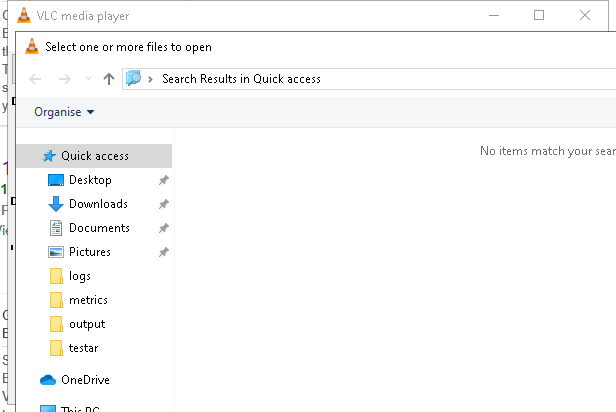 VLC media player
Select one or more files to open
Search Results in Quick access
Organise
No items match your sear
Quick access
Desktop
Downloads
Documents
Pictures
logs
metrics
output
testar
OneDrive
This PC